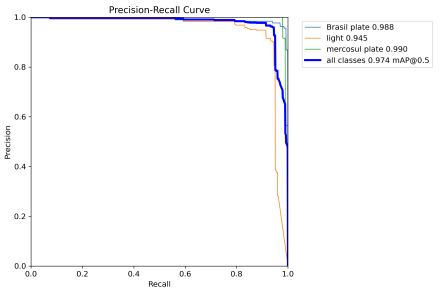 Precision-Recall Curve
Brasil plate 0.988
light 0.945
mercosul plate 0.990
all classes 0.974 mAP@0.5
Precision
1.0
0.8
0.6
0.4
0.2
0.0
0.0 0.2 0.4 0.6 0.8 1.0
Recall